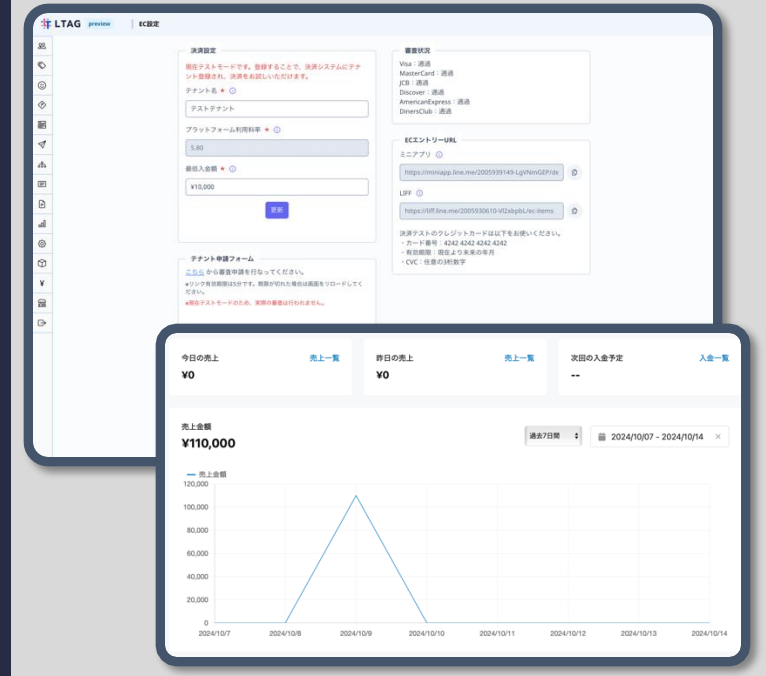 LTAG preview EC設定
決済設定
現在テストモードです。登録することで、決済システムにテナ
ント登録され、決済をお試しいただけます。
テナント名 *
テストテナント
プラットフォーム利用料率 *
5.80
最低入金額 *
¥10,000
更新
テナント申請フォーム
こちら から審査申請を行なってください。
*リンク有効期限は5分です。期限が切れた場合は画面をリロードしてく
ださい。
*現在テストモードのため、実際の審査は行われません。
審査状況
Visa：通過
MasterCard：通過
JCB：通過
Discover：通過
AmericanExpress：通過
DinersClub：通過
ECエントリーURL
ミニアプリ
https://miniapp.line.me/2005939149-LgVNmGEP/de
LIFF
https://liff.line.me/2005930610-Vl2xbpbL/ec-items
決済テストのクレジットカードは以下をお使いください。
・カード番号：4242 4242 4242 4242
・有効期限：現在より未来の年月
・CVC：任意の3桁数字
¥
今日の売上 売上一覧
¥0
昨日の売上 売上一覧
¥0
次回の入金予定 入金一覧
--
売上金額
¥110,000
過去7日間
2024/10/07 - 2024/10/14 ×
売上金額
120,000
100,000
80,000
60,000
40,000
20,000
0
2024/10/7 2024/10/8 2024/10/9 2024/10/10 2024/10/11 2024/10/12 2024/10/13 2024/10/14